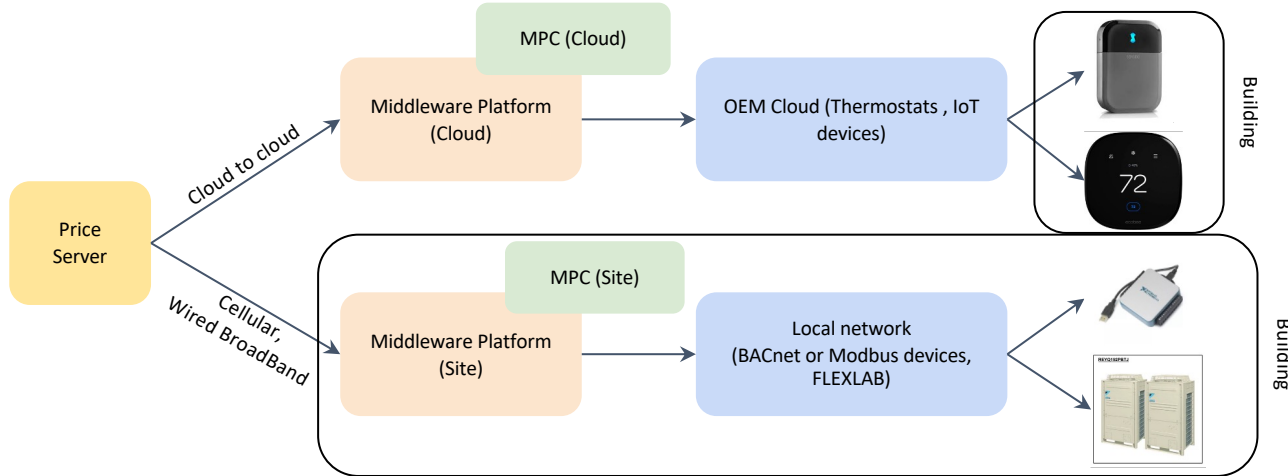 MPC (Cloud)
Middleware Platform
(Cloud)
OEM Cloud (Thermostats , IoT
devices)
Building
72
Cloud to cloud
Price
Server
Cellular,
Wired BroadBand
MPC (Site)
Middleware Platform
(Site)
Local network
(BACnet or Modbus devices,
FLEXLAB)
Building